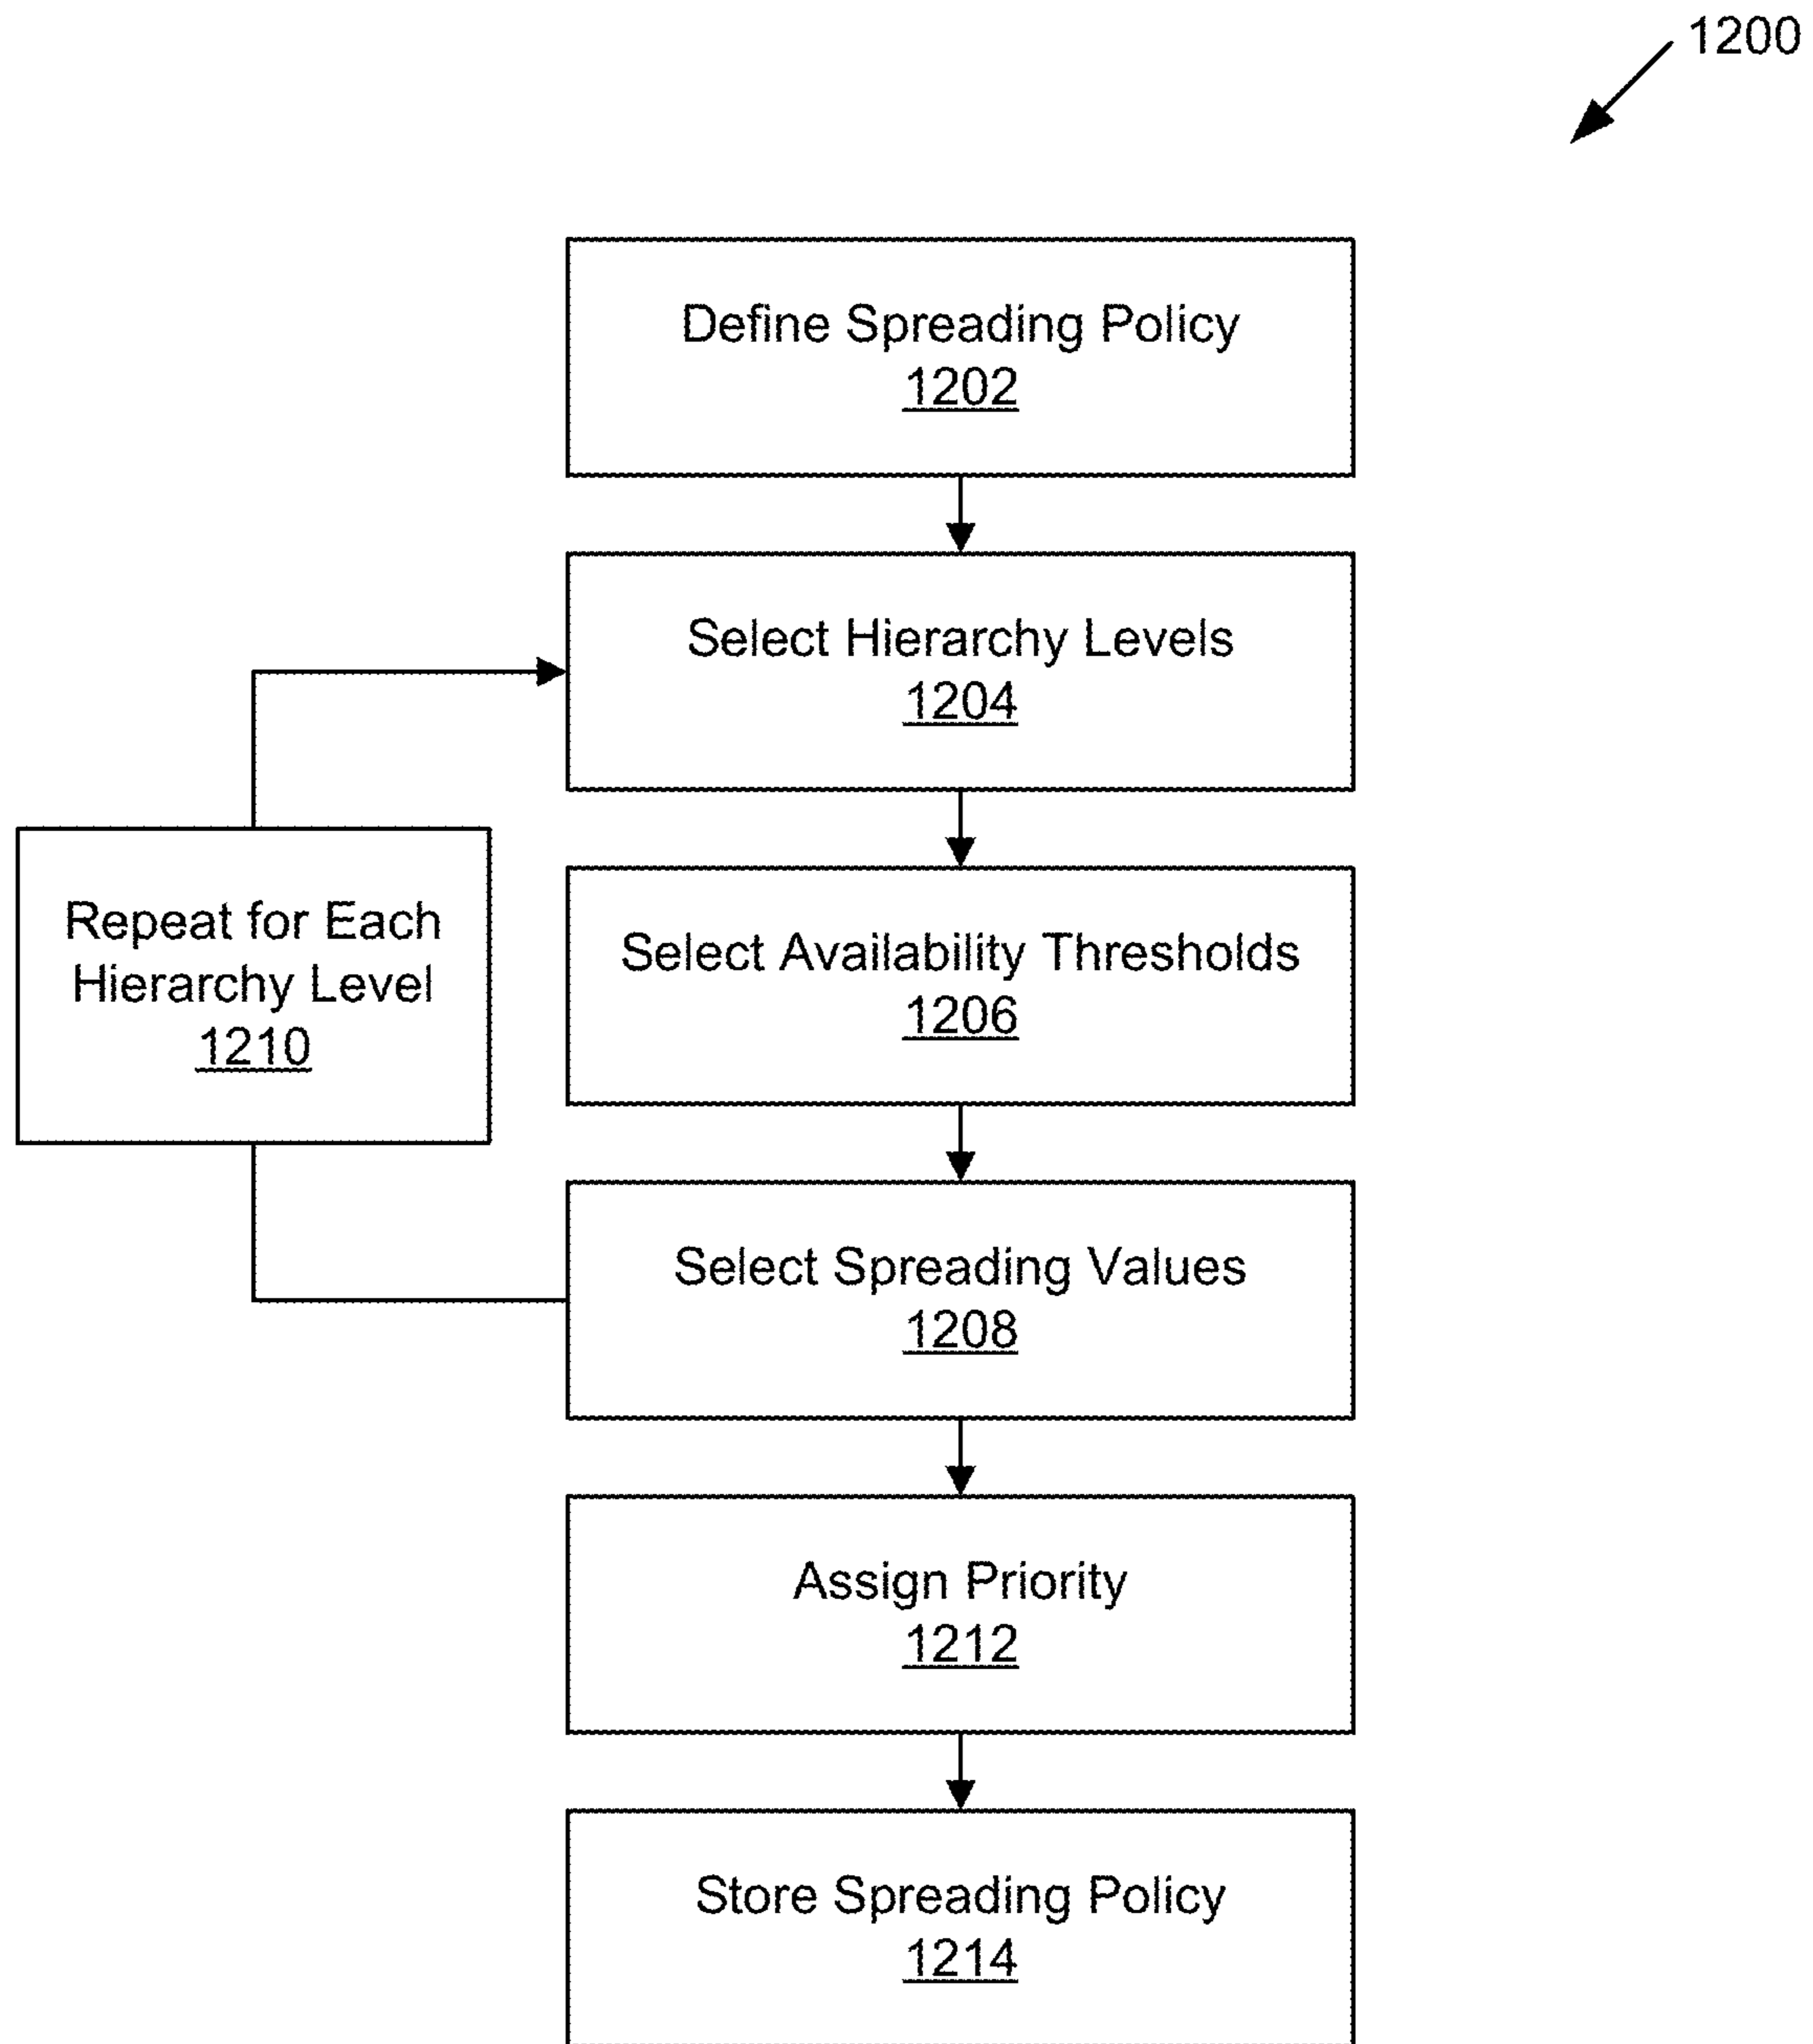 1200
Define Spreading Policy
1202
Select Hierarchy Levels
1204
Repeat for Each
Hierarchy Level
1210
Select Availability Thresholds
1206
Select Spreading Values
1208
Assign Priority
1212
Store Spreading Policy
1214